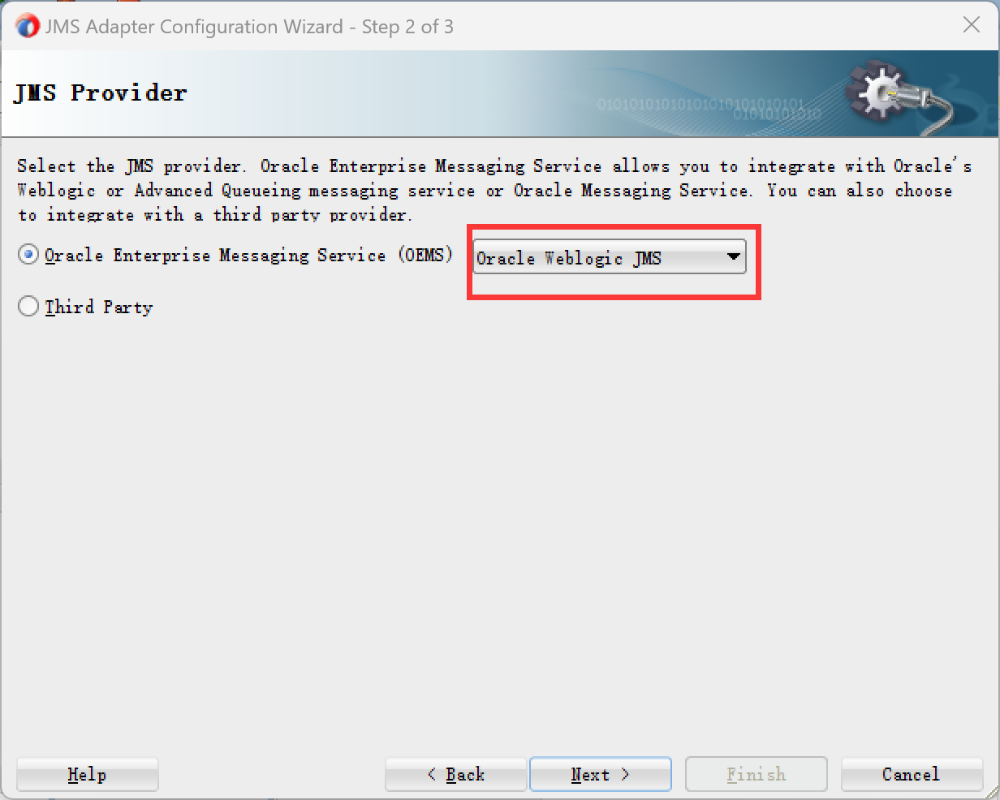 JMS Adapter Configuration Wizard - Step 2 of 3
JMS Provider
010101010101010101010101
01010101010
Select the JMS provider. Oracle Enterprise Messaging Service allows you to integrate with Oracle's
Weblogic or Advanced Queueing messaging service or Oracle Messaging Service. You can also choose
to integrate with a third party provider.
Oracle Enterprise Messaging Service (OEMS)
Oracle Weblogic JMS
Third Party
Help
< Back
Next >
Finish
Cancel